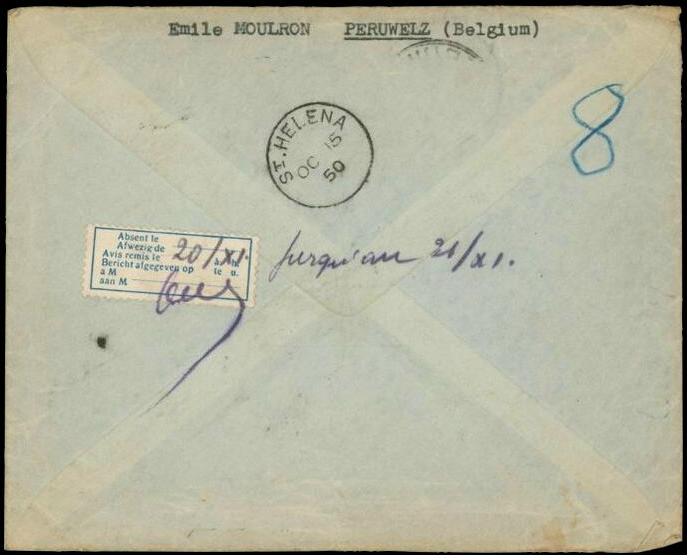 Emile MOULRON PERUWELZ (Belgium)
8
ST. HELENA
OC 15
50
Absent le
Afwezig de
Avis remis le 20/XI. à h.
Bericht afgegeven op te u.
a M
aan M
Jusqu'au 21/XI.